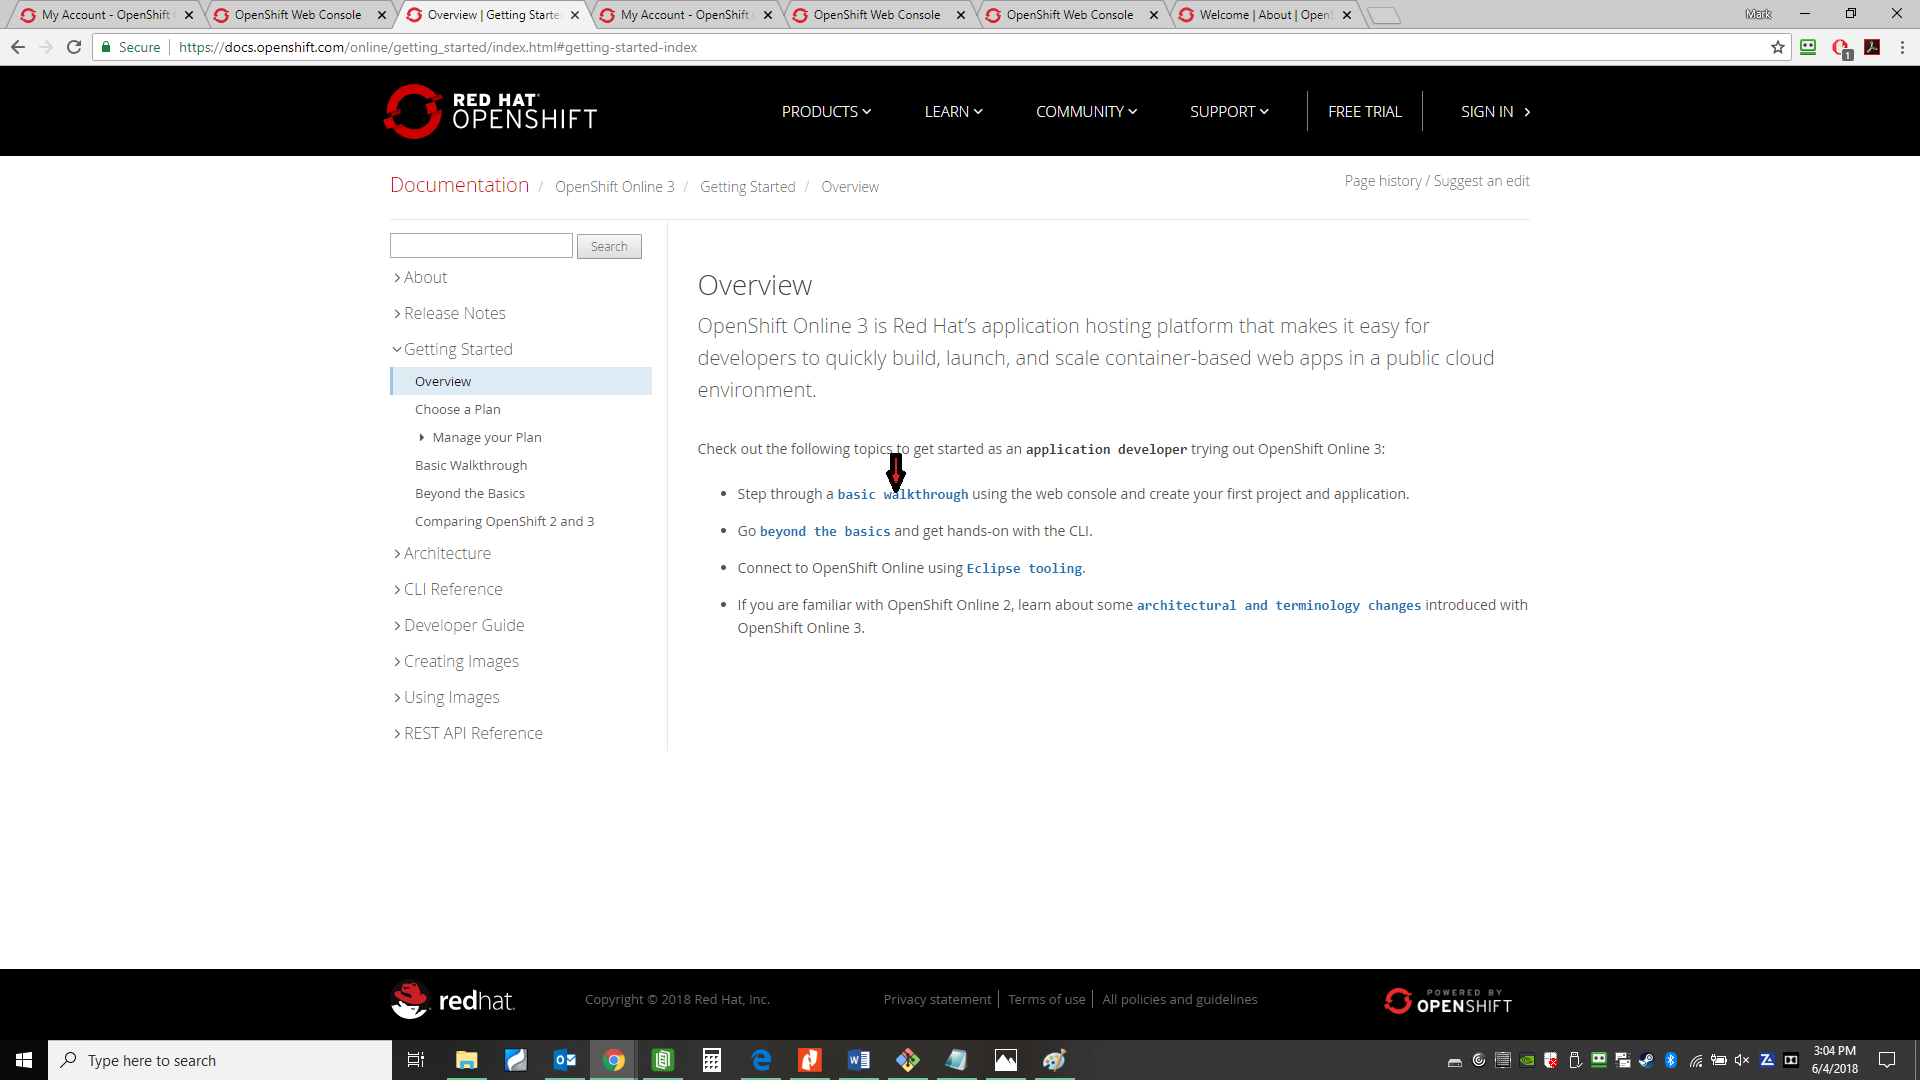 My Account - OpenShift
OpenShift Web Console
Overview | Getting Starte
My Account - OpenShift
OpenShift Web Console
OpenShift Web Console
Welcome | About | OpenS
Mark
Secure
https://docs.openshift.com/online/getting_started/index.html#getting-started-index
1
RED HAT®
OPENSHIFT
PRODUCTS
LEARN
COMMUNITY
SUPPORT
FREE TRIAL
SIGN IN
Documentation / OpenShift Online 3 / Getting Started / Overview
Page history / Suggest an edit
Search
About
Release Notes
Getting Started
Overview
Choose a Plan
Manage your Plan
Basic Walkthrough
Beyond the Basics
Comparing OpenShift 2 and 3
Architecture
CLI Reference
Developer Guide
Creating Images
Using Images
REST API Reference
Overview
OpenShift Online 3 is Red Hat’s application hosting platform that makes it easy for
developers to quickly build, launch, and scale container-based web apps in a public cloud
environment.
Check out the following topics to get started as an application developer trying out OpenShift Online 3:
• Step through a basic walkthrough using the web console and create your first project and application.
• Go beyond the basics and get hands-on with the CLI.
• Connect to OpenShift Online using Eclipse tooling.
• If you are familiar with OpenShift Online 2, learn about some architectural and terminology changes introduced with
OpenShift Online 3.
redhat.
Copyright © 2018 Red Hat, Inc.
Privacy statement
Terms of use
All policies and guidelines
POWERED BY
OPENSHIFT
Type here to search
3:04 PM
6/4/2018